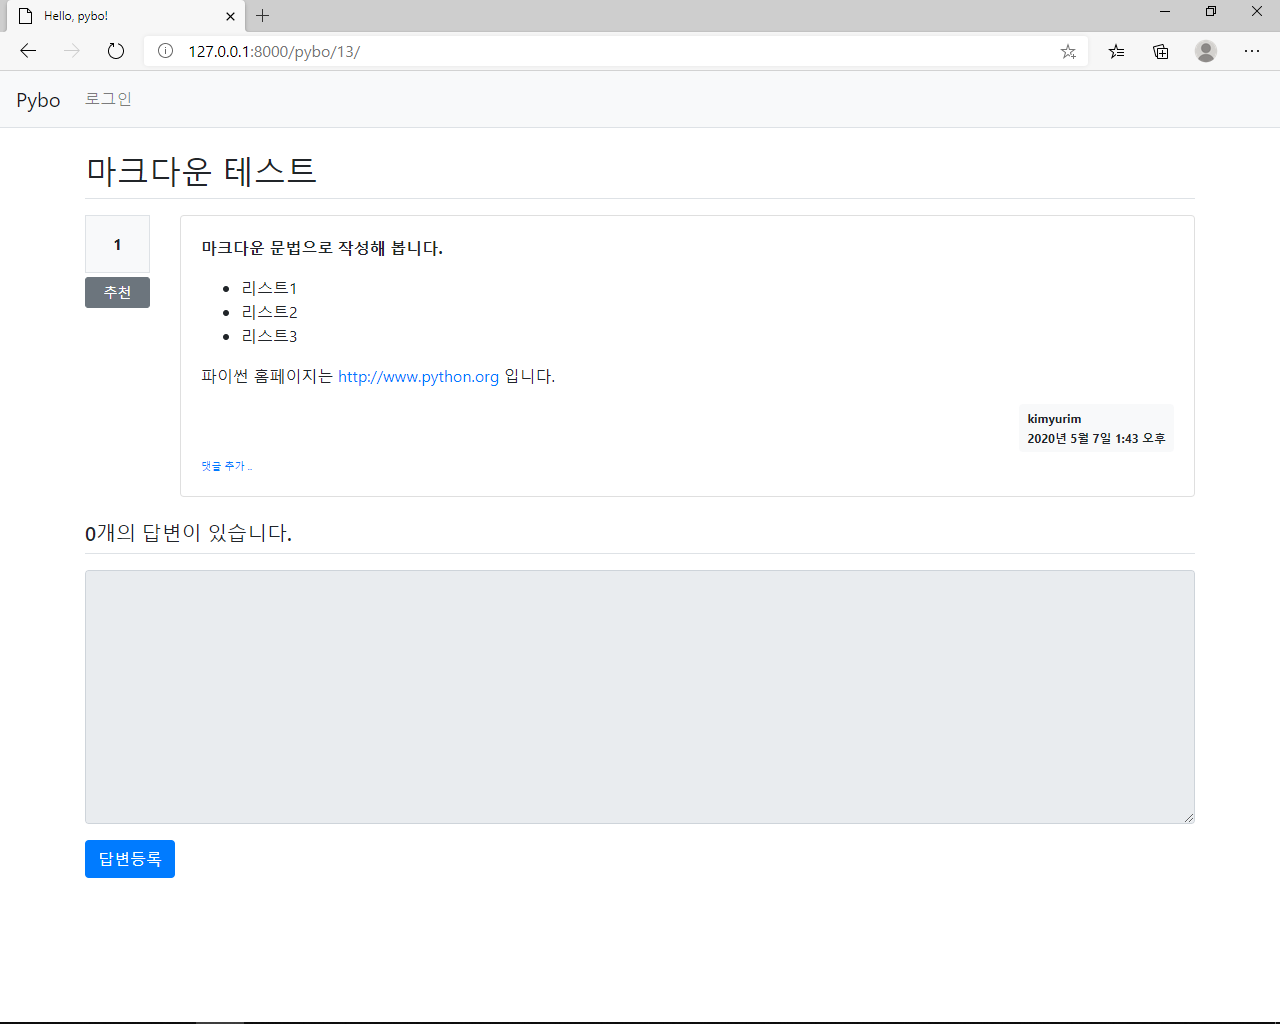 Hello, pybo!
127.0.0.1:8000/pybo/13/
Pybo 로그인
마크다운 테스트
1
추천
마크다운 문법으로 작성해 봅니다.
리스트1
리스트2
리스트3
파이썬 홈페이지는 http://www.python.org 입니다.
kimyurim
2020년 5월 7일 1:43 오후
댓글 추가 ..
0개의 답변이 있습니다.
답변등록